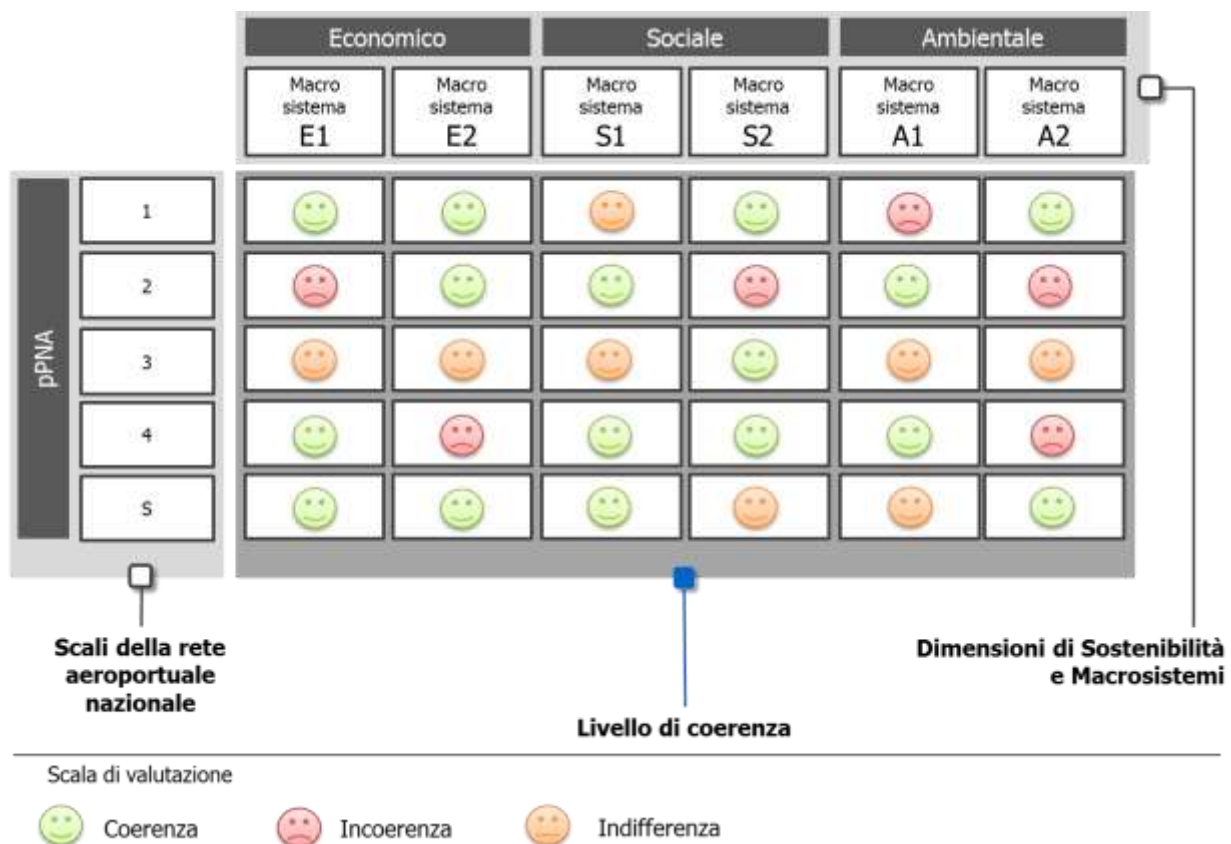 Economico
Sociale
Ambientale
Macro
sistema
E1
Macro
sistema
E2
Macro
sistema
S1
Macro
sistema
S2
Macro
sistema
A1
Macro
sistema
A2
pPNA
1
2
3
4
S
Scali della rete
aeroportuale
nazionale
Livello di coerenza
Dimensioni di Sostenibilità
e Macrosistemi
Scala di valutazione
Coerenza
Incoerenza
Indifferenza